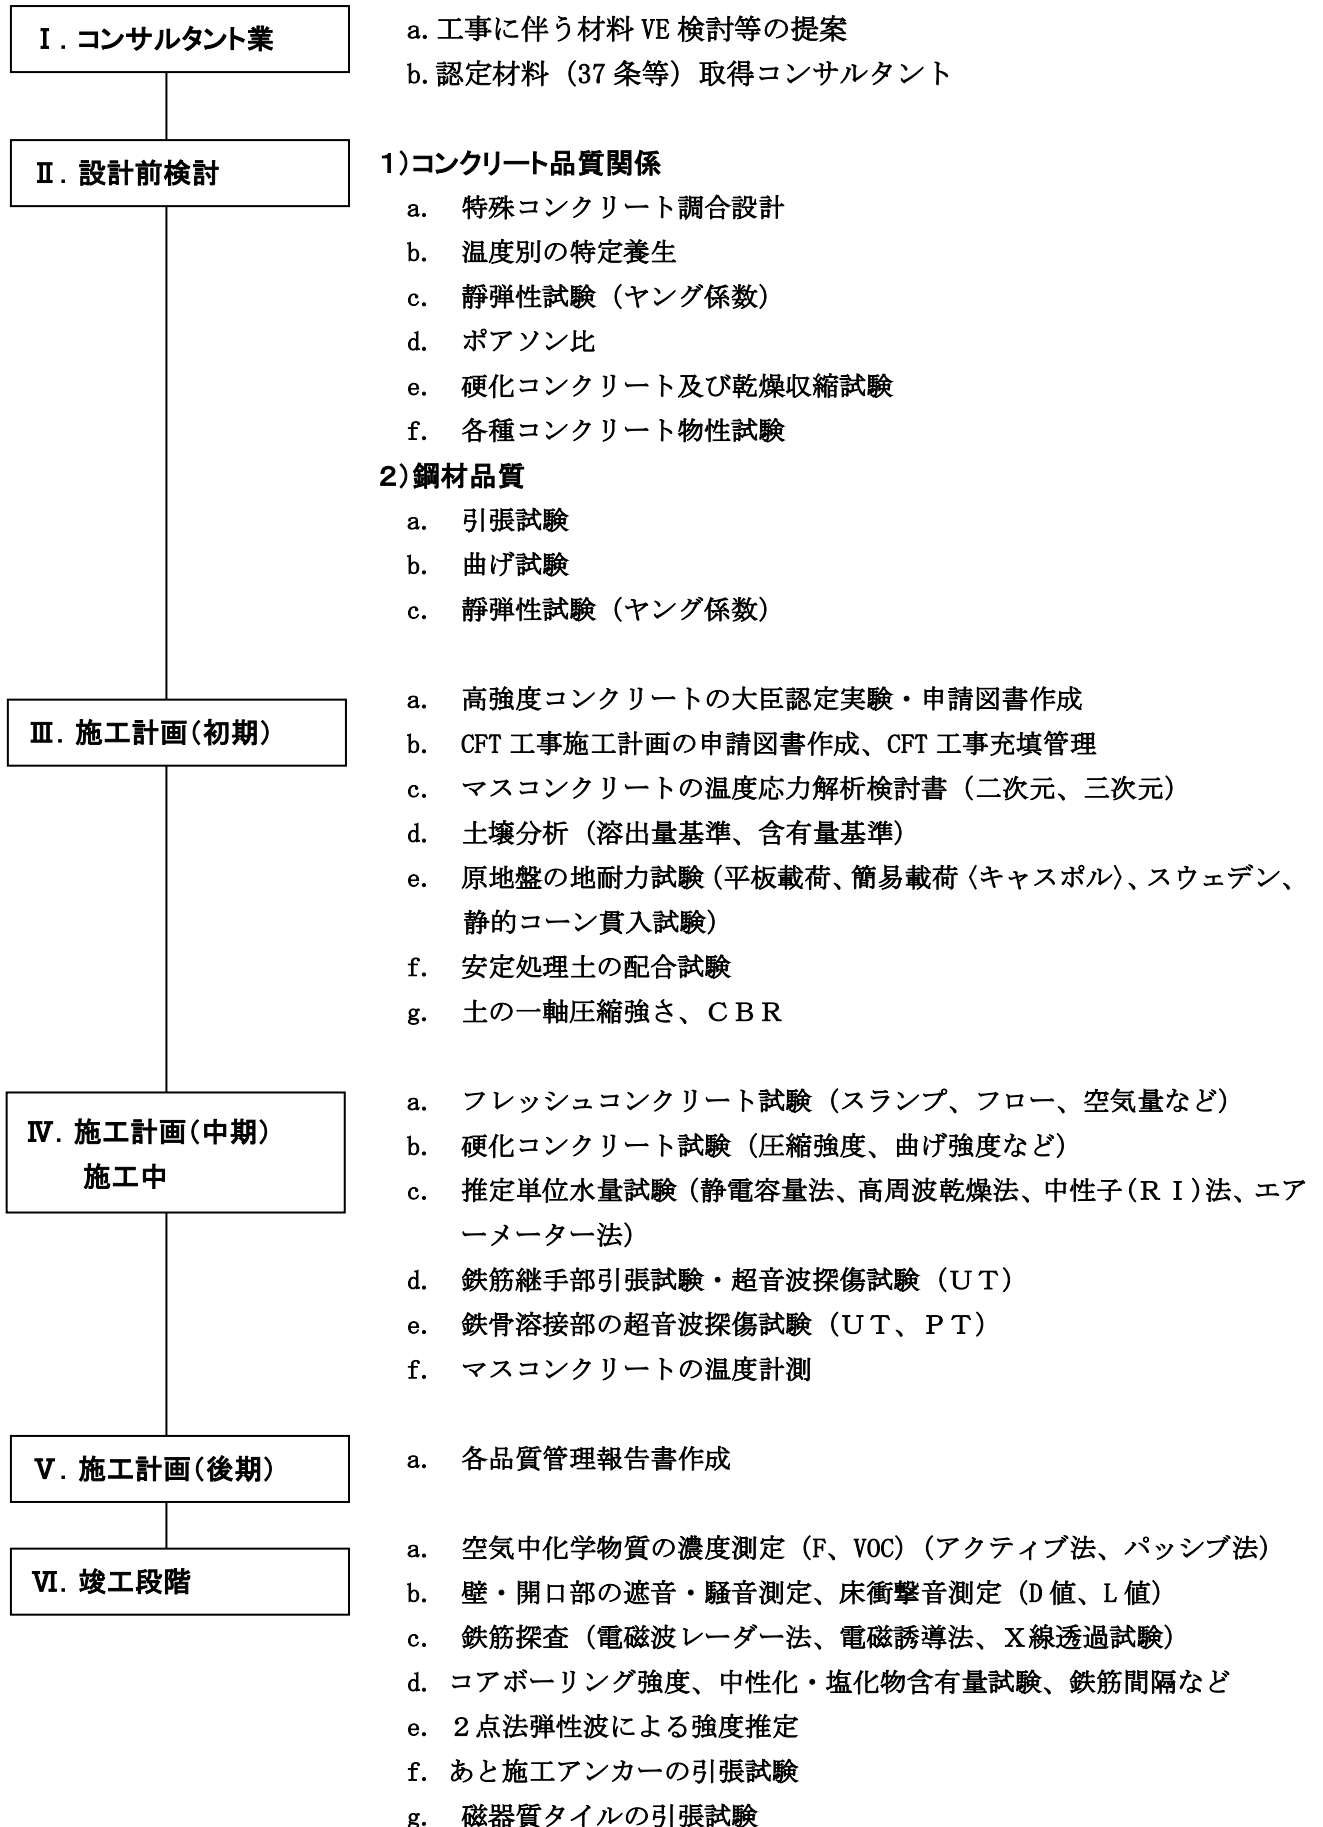 Ⅰ．コンサルタント業
a.工事に伴う材料 VE 検討等の提案
b.認定材料（37 条等）取得コンサルタント
Ⅱ．設計前検討
１）コンクリート品質関係
a. 特殊コンクリート調合設計
b. 温度別の特定養生
c. 靜弾性試験（ヤング係数）
d. ポアソン比
e. 硬化コンクリート及び乾燥収縮試験
f. 各種コンクリート物性試験
２）鋼材品質
a. 引張試験
b. 曲げ試験
c. 靜弾性試験（ヤング係数）
Ⅲ．施工計画（初期）
a. 高強度コンクリートの大臣認定実験・申請図書作成
b. CFT 工事施工計画の申請図書作成、CFT 工事充填管理
c. マスコンクリートの温度応力解析検討書（二次元、三次元）
d. 土壌分析（溶出量基準、含有量基準）
e. 原地盤の地耐力試験（平板載荷、簡易載荷〈キャスポル〉、スウェデン、
静的コーン貫入試験）
f. 安定処理土の配合試験
g. 土の一軸圧縮強さ、ＣＢＲ
Ⅳ．施工計画（中期）
施工中
a. フレッシュコンクリート試験（スランプ、フロー、空気量など）
b. 硬化コンクリート試験（圧縮強度、曲げ強度など）
c. 推定単位水量試験（静電容量法、高周波乾燥法、中性子（ＲＩ）法、エア
ーメーター法）
d. 鉄筋継手部引張試験・超音波探傷試験（ＵＴ）
e. 鉄骨溶接部の超音波探傷試験（ＵＴ、ＰＴ）
f. マスコンクリートの温度計測
Ⅴ．施工計画（後期）
a. 各品質管理報告書作成
Ⅵ．竣工段階
a. 空気中化学物質の濃度測定（F、VOC）（アクティブ法、パッシブ法）
b. 壁・開口部の遮音・騒音測定、床衝撃音測定（D 値、L 値）
c. 鉄筋探査（電磁波レーダー法、電磁誘導法、Ｘ線透過試験）
d. コアボーリング強度、中性化・塩化物含有量試験、鉄筋間隔など
e. ２点法弾性波による強度推定
f. あと施工アンカーの引張試験
g. 磁器質タイルの引張試験